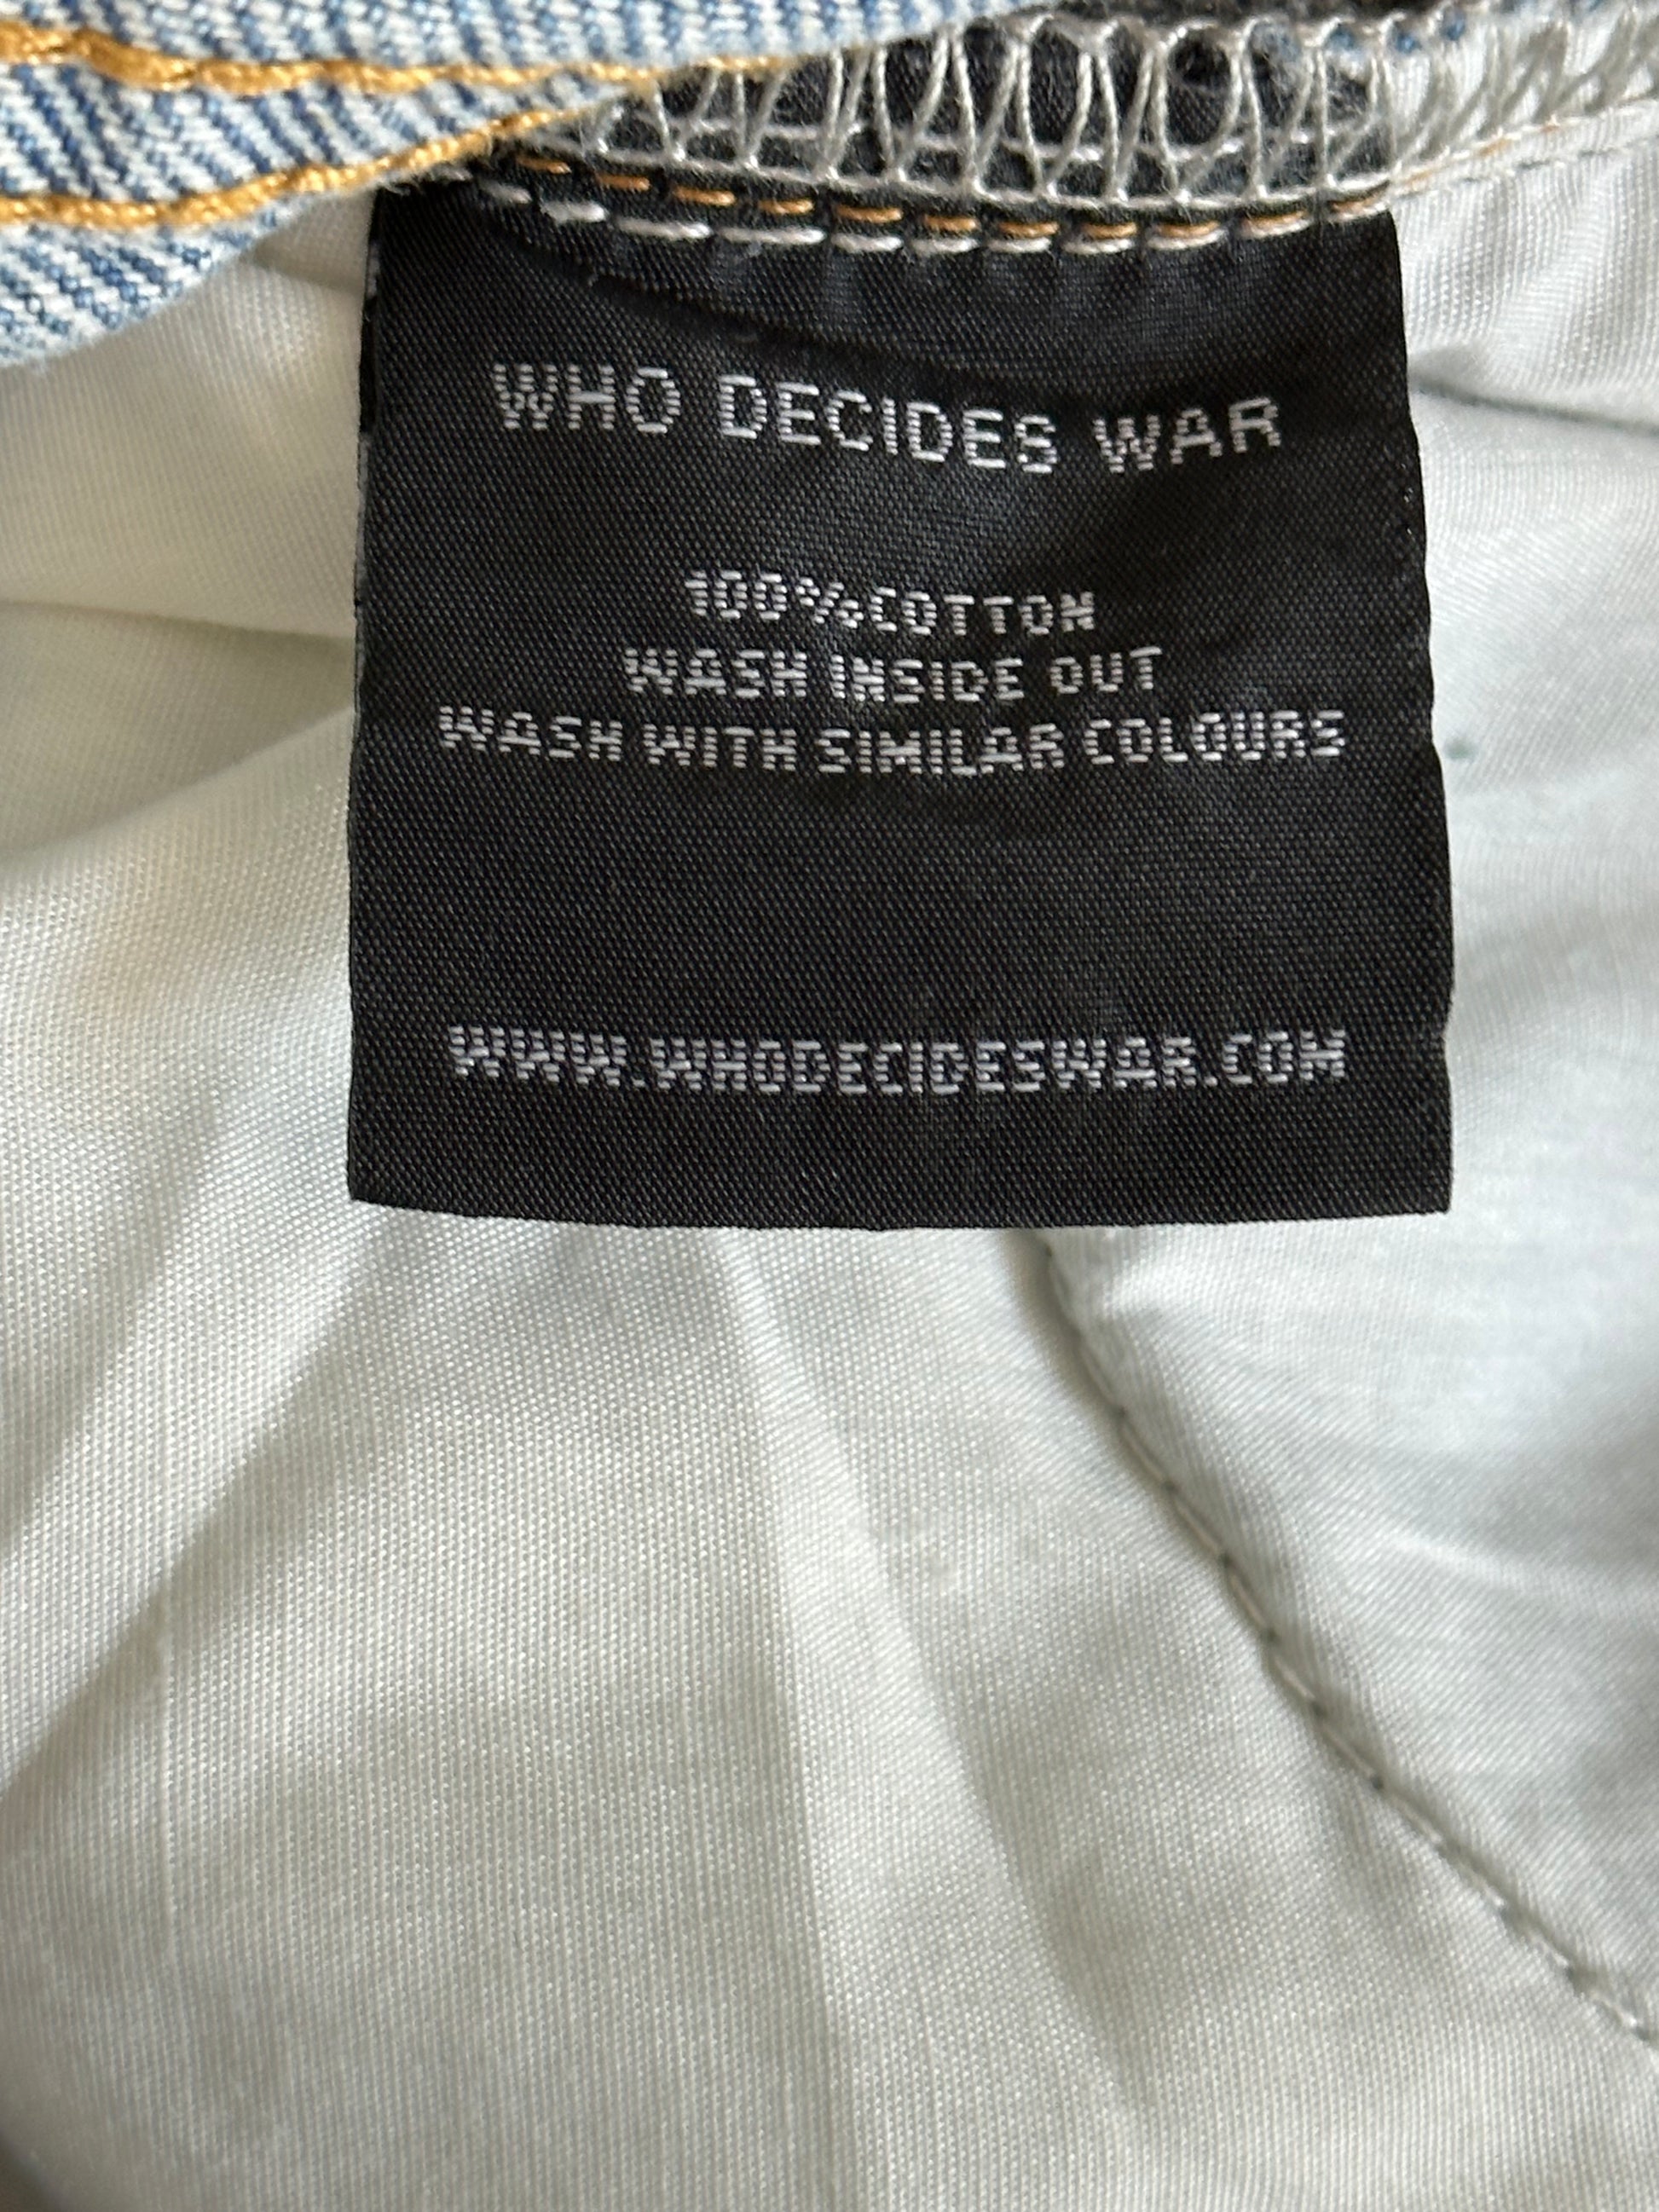 WHO DECIDES WAR
100%COTTON
WASH INSIDE OUT
WASH WITH SIMILAR COLOURS
WWW.WHODECIDESWAR.COM